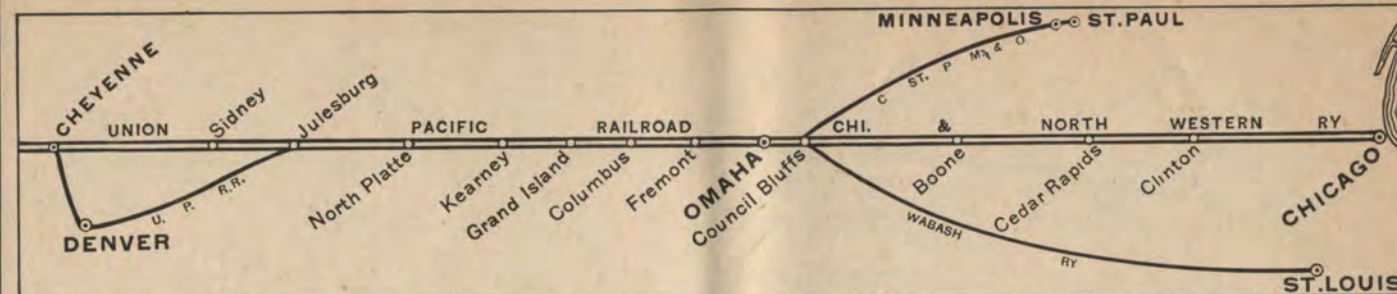 MINNEAPOLIS ST. PAUL
C ST. P M & O
CHEYENNE
UNION PACIFIC RAILROAD
CHI. & NORTH WESTERN RY
Sidney
Julesburg
North Platte
Kearney
Grand Island
Columbus
Fremont
OMAHA
Council Bluffs
Boone
Cedar Rapids
Clinton
CHICAGO
U. P. R.R.
DENVER
WABASH RY
ST. LOUIS